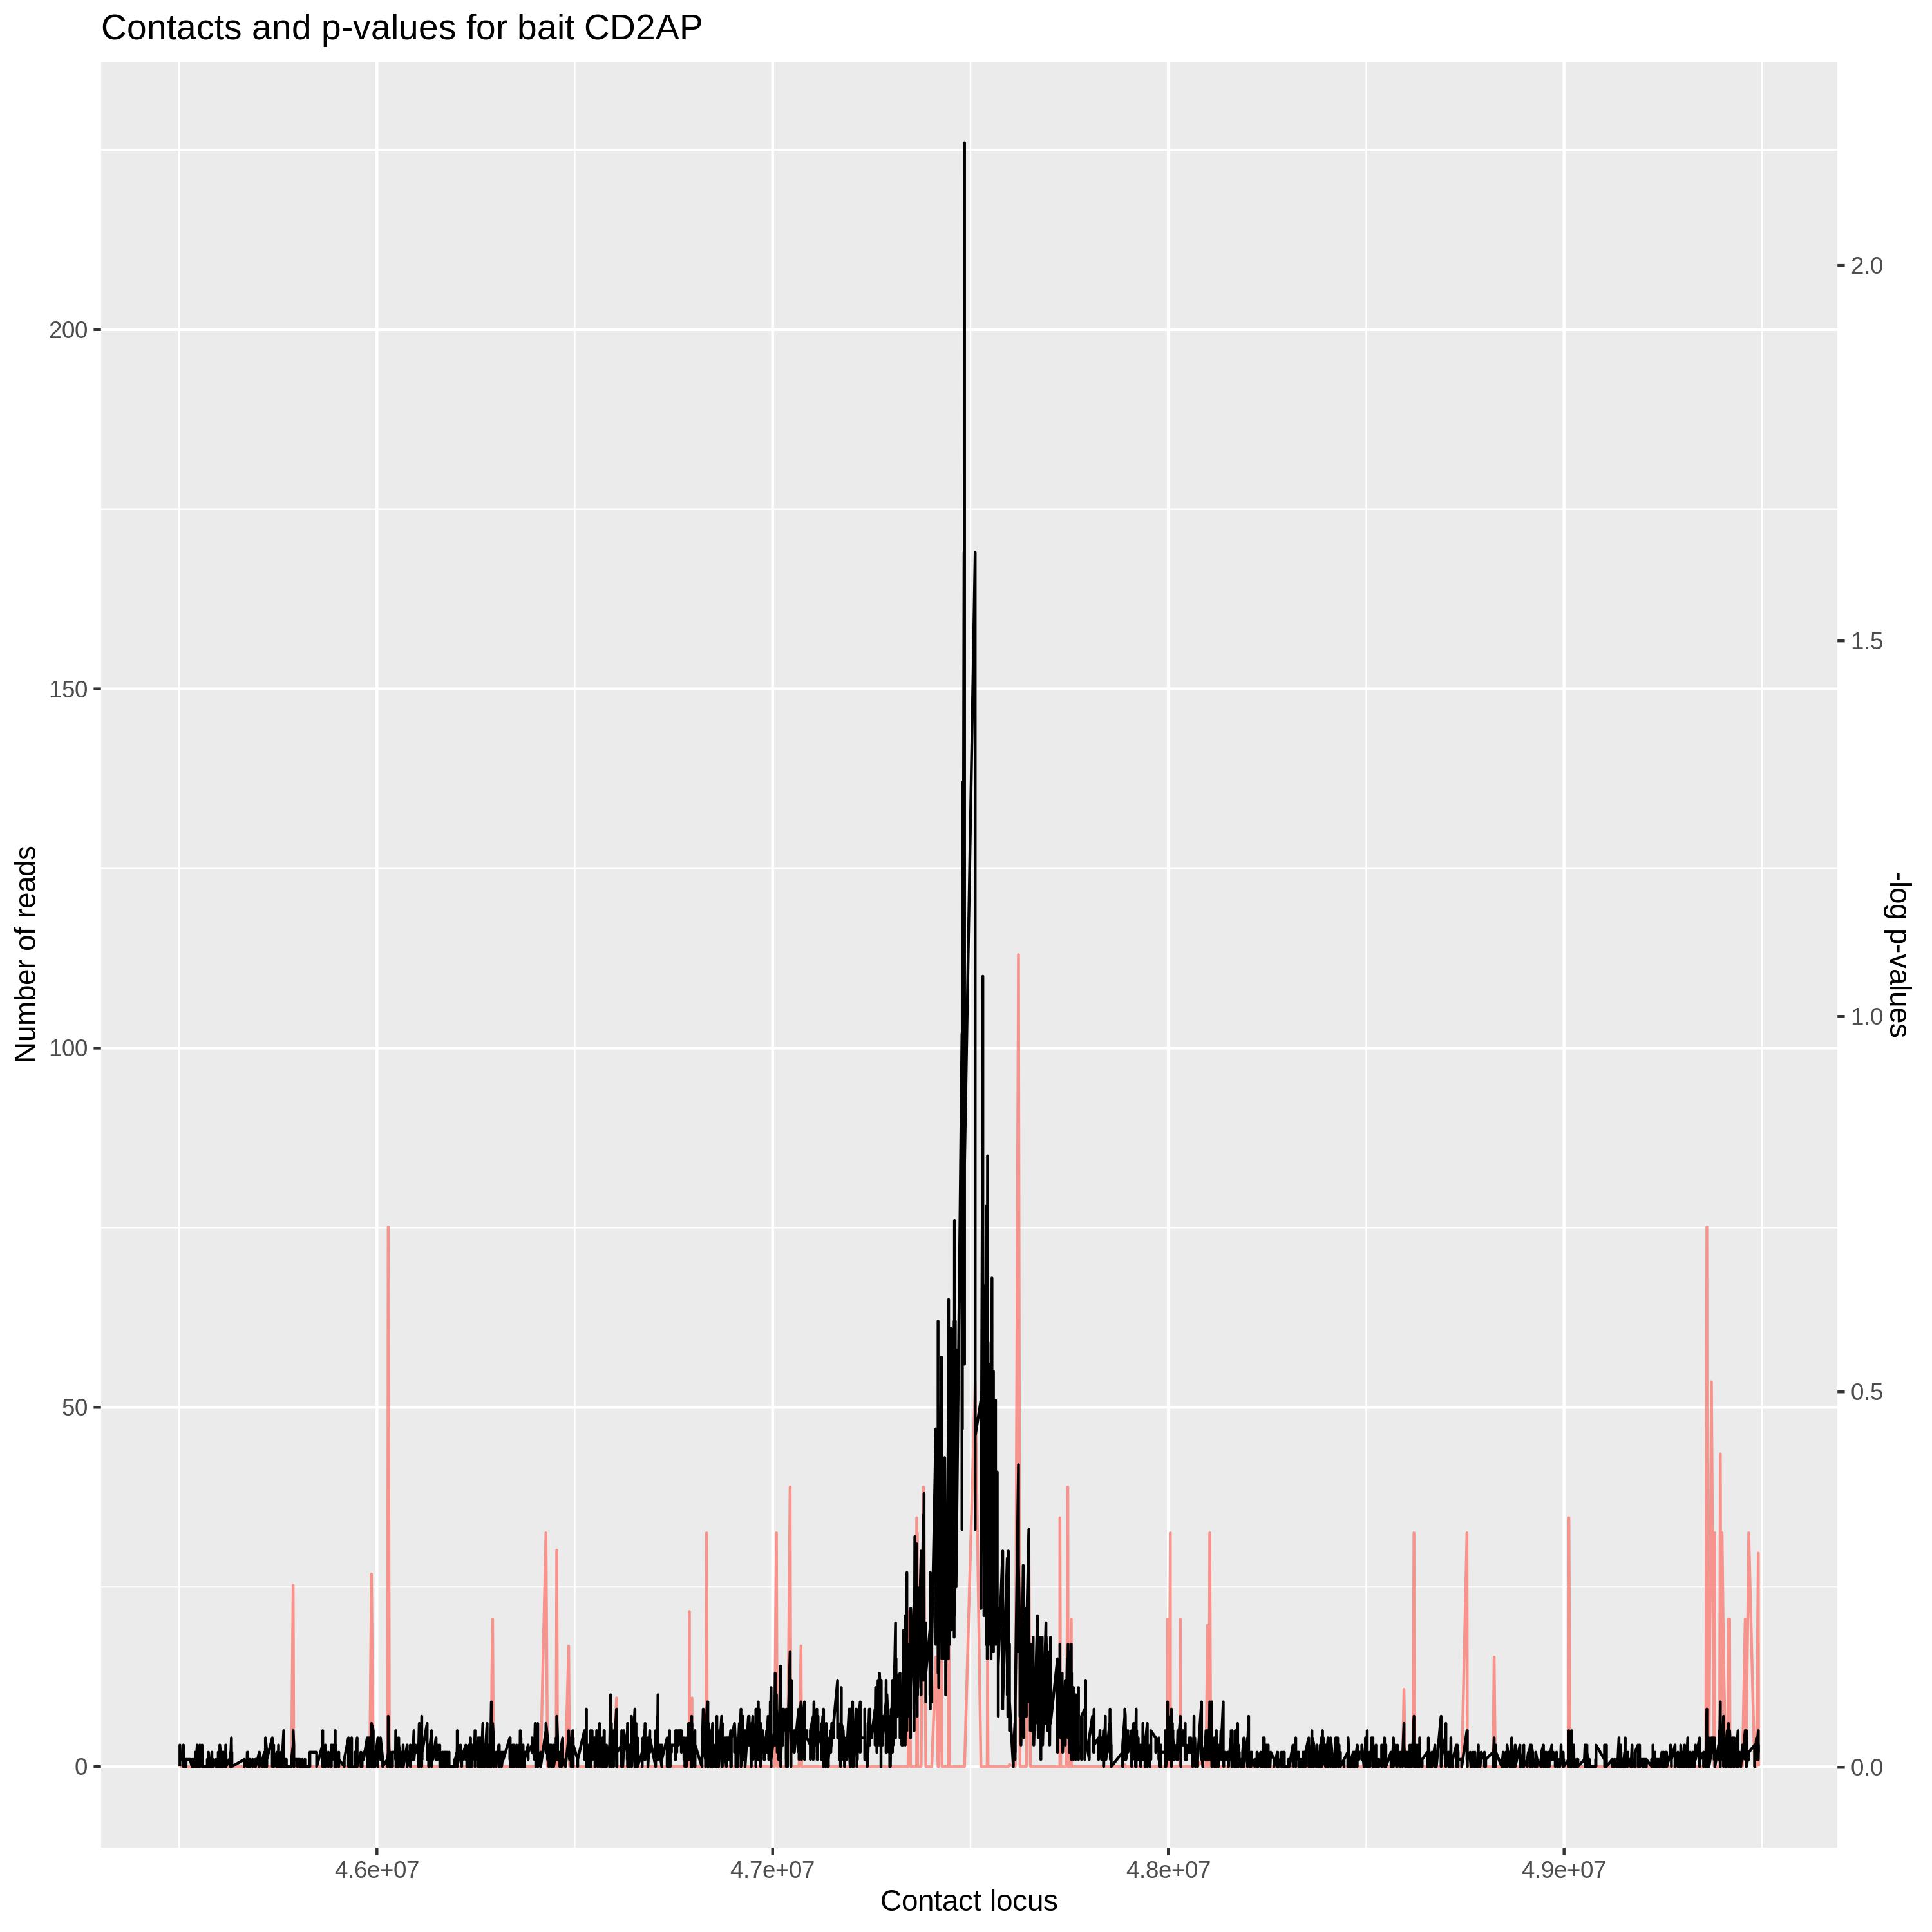 Contacts and p-values for bait CD2AP
Number of reads
200
150
100
50
0
2.0
1.5
1.0
0.5
0.0
-log p-values
4.6e+07 4.7e+07 4.8e+07 4.9e+07
Contact locus